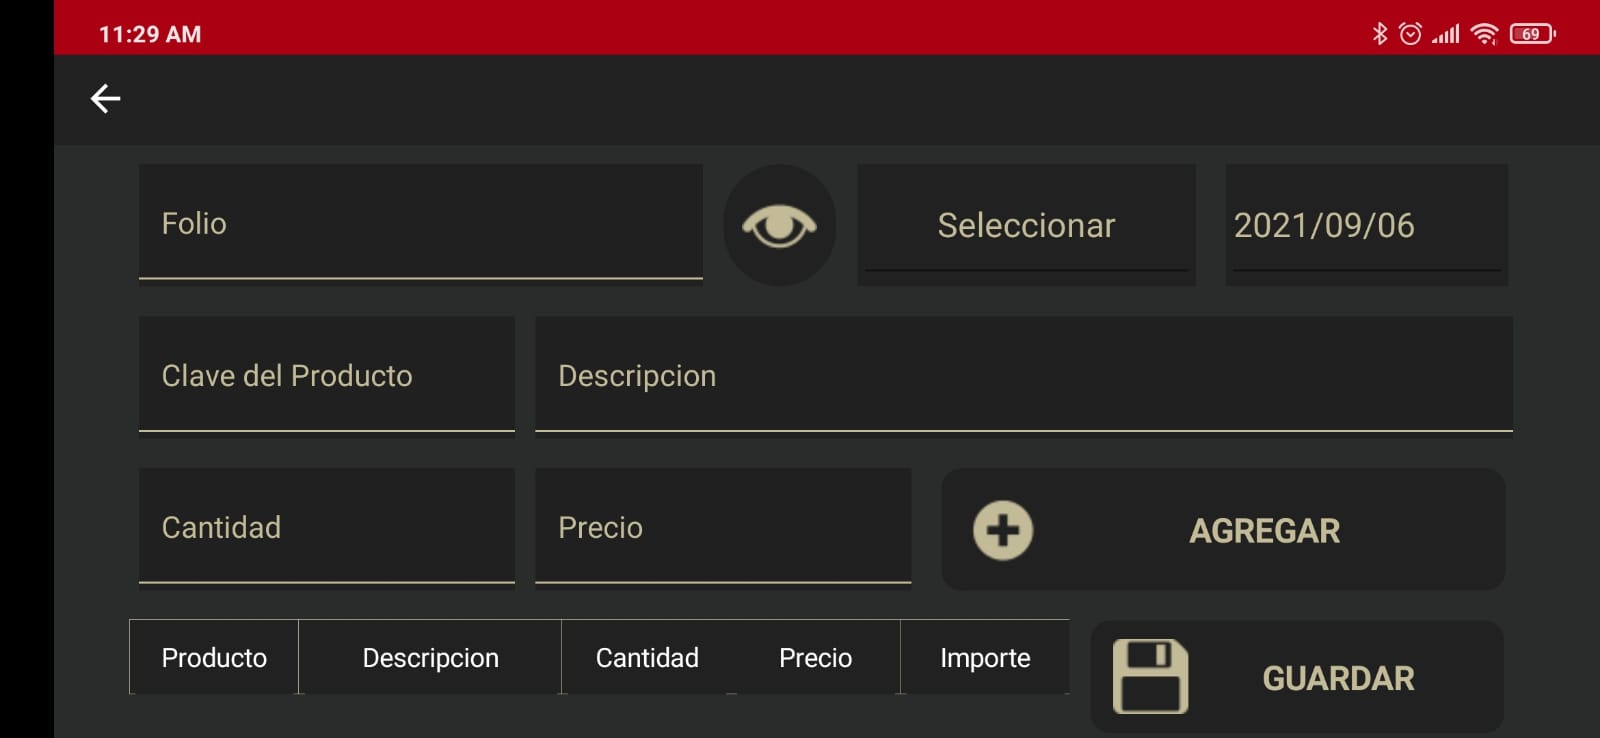 11:29 AM
69
Folio
Seleccionar
2021/09/06
Clave del Producto
Descripcion
Cantidad
Precio
AGREGAR
Producto
Descripcion
Cantidad
Precio
Importe
GUARDAR